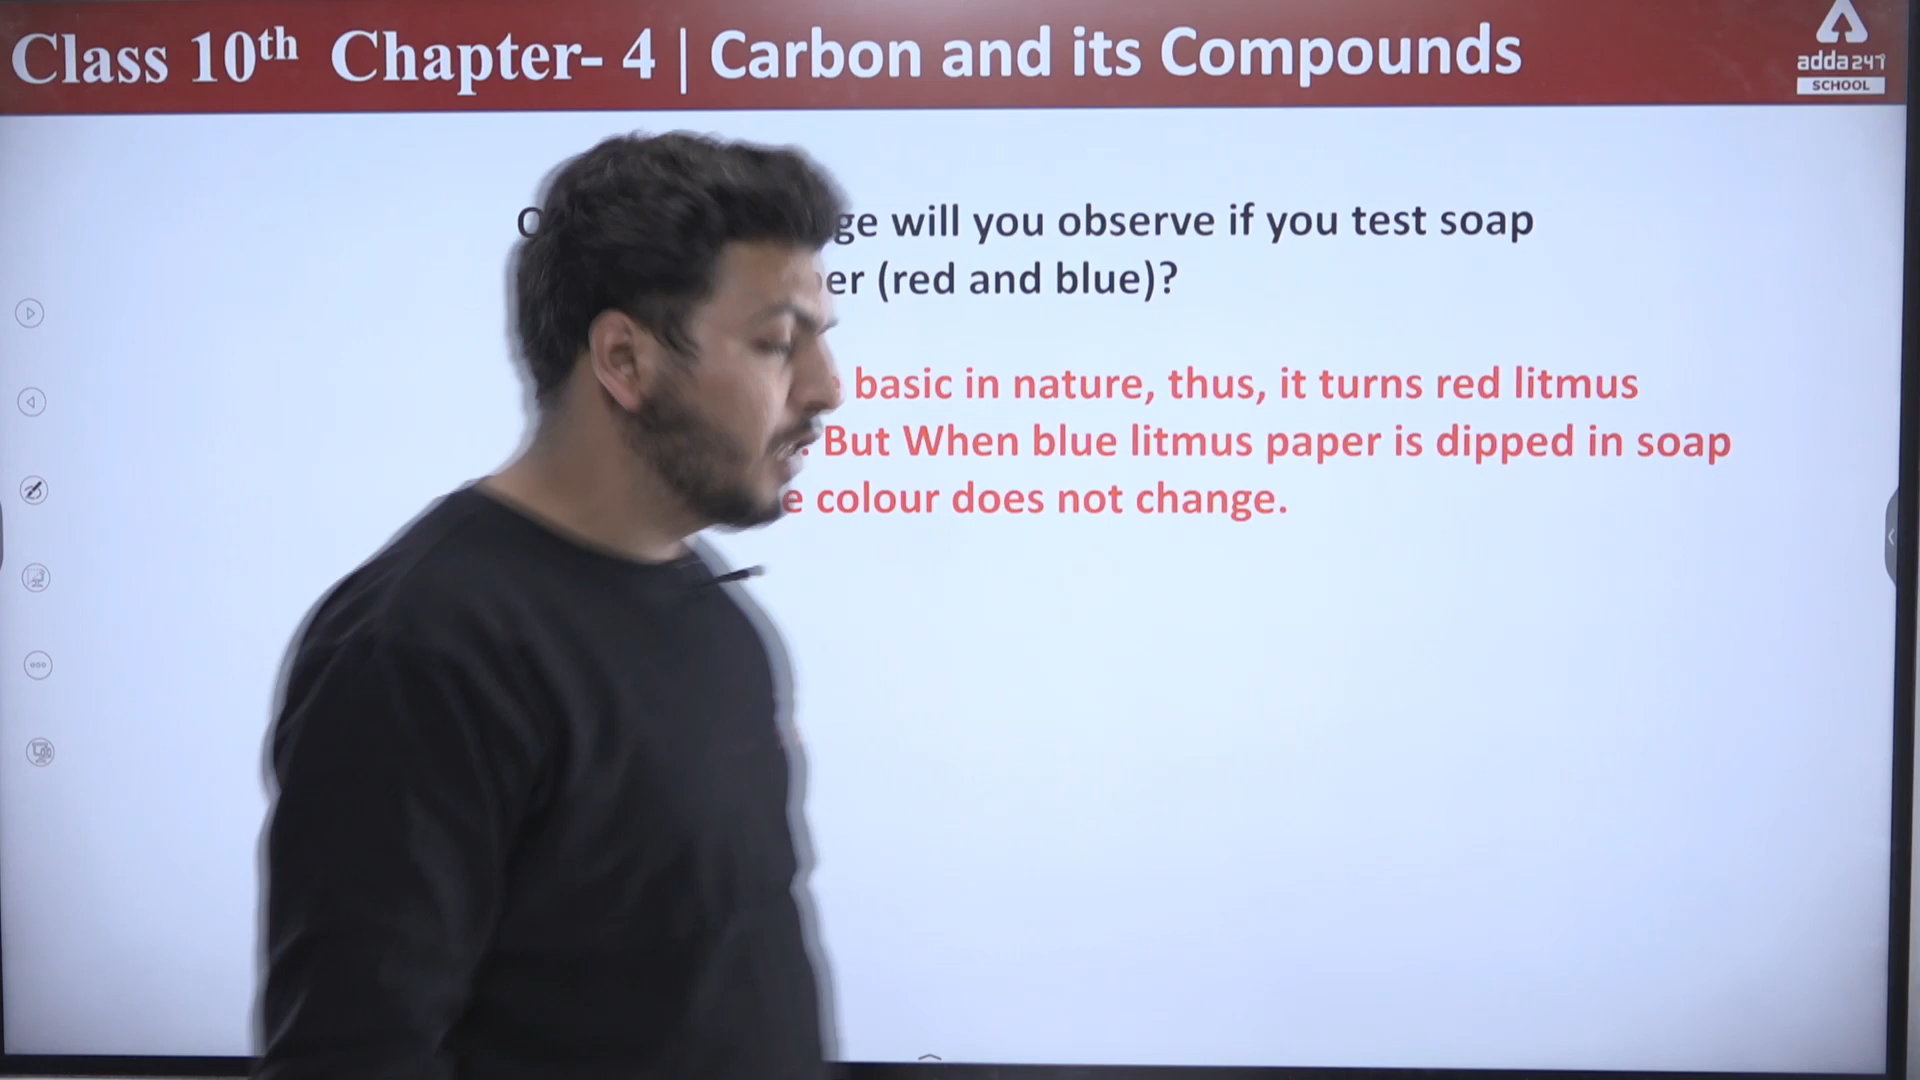 Class 10th Chapter- 4 | Carbon and its Compounds
adda247
SCHOOL
will you observe if you test soap
(red and blue)?
basic in nature, thus, it turns red litmus
But When blue litmus paper is dipped in soap
colour does not change.